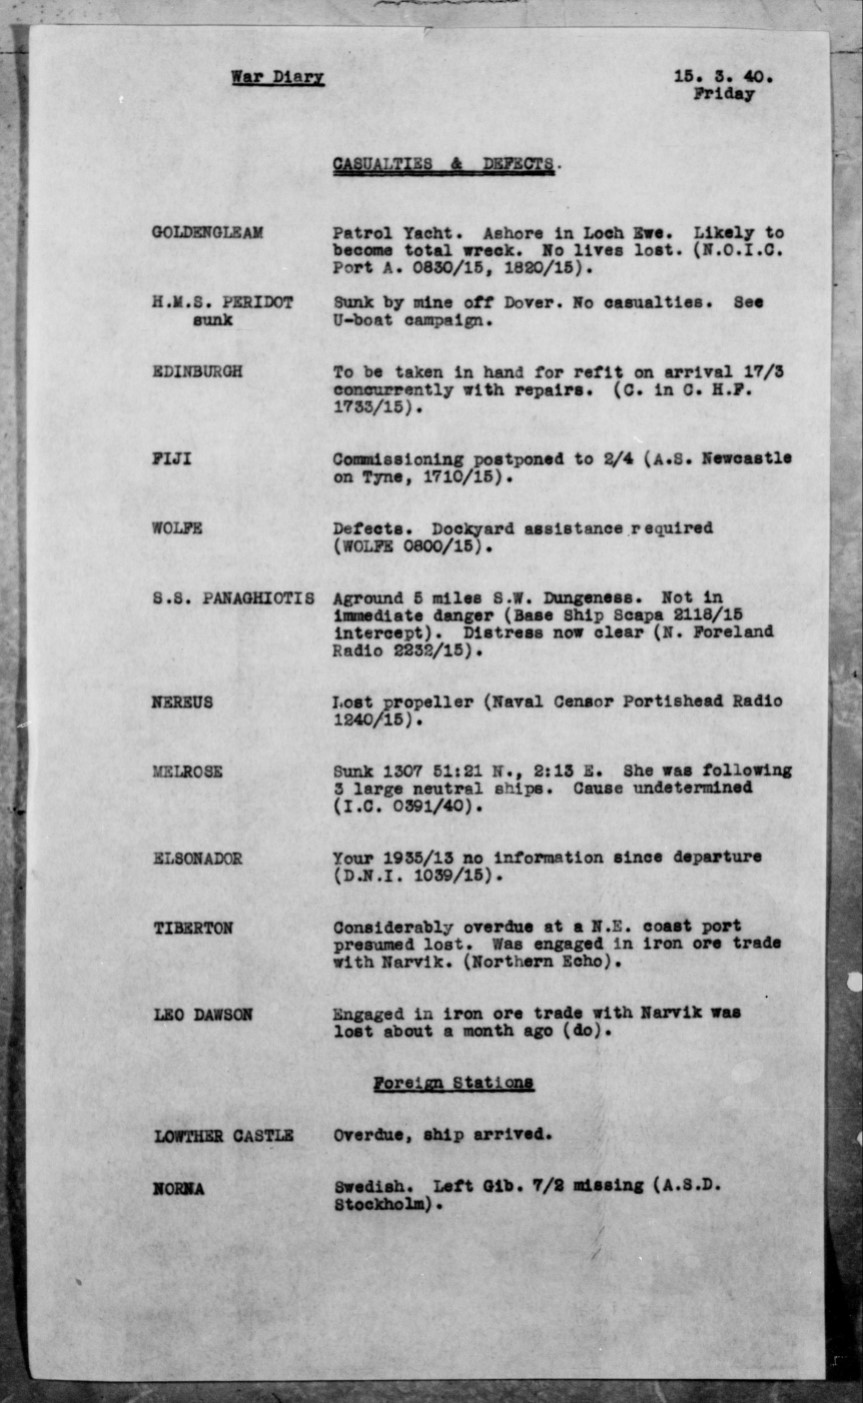 War Diary
15. 3. 40.
Friday
CASUALTIES & DEFECTS.
GOLDENGLEAM Patrol Yacht. Ashore in Loch Ewe. Likely to
become total wreck. No lives lost. (N.O.I.C.
Port A. 0830/15, 1820/15).
H.M.S. PERIDOT Sunk by mine off Dover. No casualties. See
sunk U-boat campaign.
EDINBURGH To be taken in hand for refit on arrival 17/3
concurrently with repairs. (C. in C. H.F.
1733/15).
FIJI Commissioning postponed to 2/4 (A.S. Newcastle
on Tyne, 1710/15).
WOLFE Defects. Dockyard assistance required
(WOLFE 0800/15).
S.S. PANAGHIOTIS Aground 5 miles S.W. Dungeness. Not in
immediate danger (Base Ship Scapa 2118/15
intercept). Distress now clear (N. Foreland
Radio 2232/15).
NEREUS Lost propeller (Naval Censor Portishead Radio
1240/15).
MELROSE Sunk 1307 51:21 N., 2:13 E. She was following
3 large neutral ships. Cause undetermined
(I.C. 0391/40).
ELSONADOR Your 1935/13 no information since departure
(D.N.I. 1039/15).
TIBERTON Considerably overdue at a N.E. coast port
presumed lost. Was engaged in iron ore trade
with Narvik. (Northern Echo).
LEO DAWSON Engaged in iron ore trade with Narvik was
lost about a month ago (do).
Foreign Stations
LOWTHER CASTLE Overdue, ship arrived.
NORNA Swedish. Left Gib. 7/2 missing (A.S.D.
Stockholm).